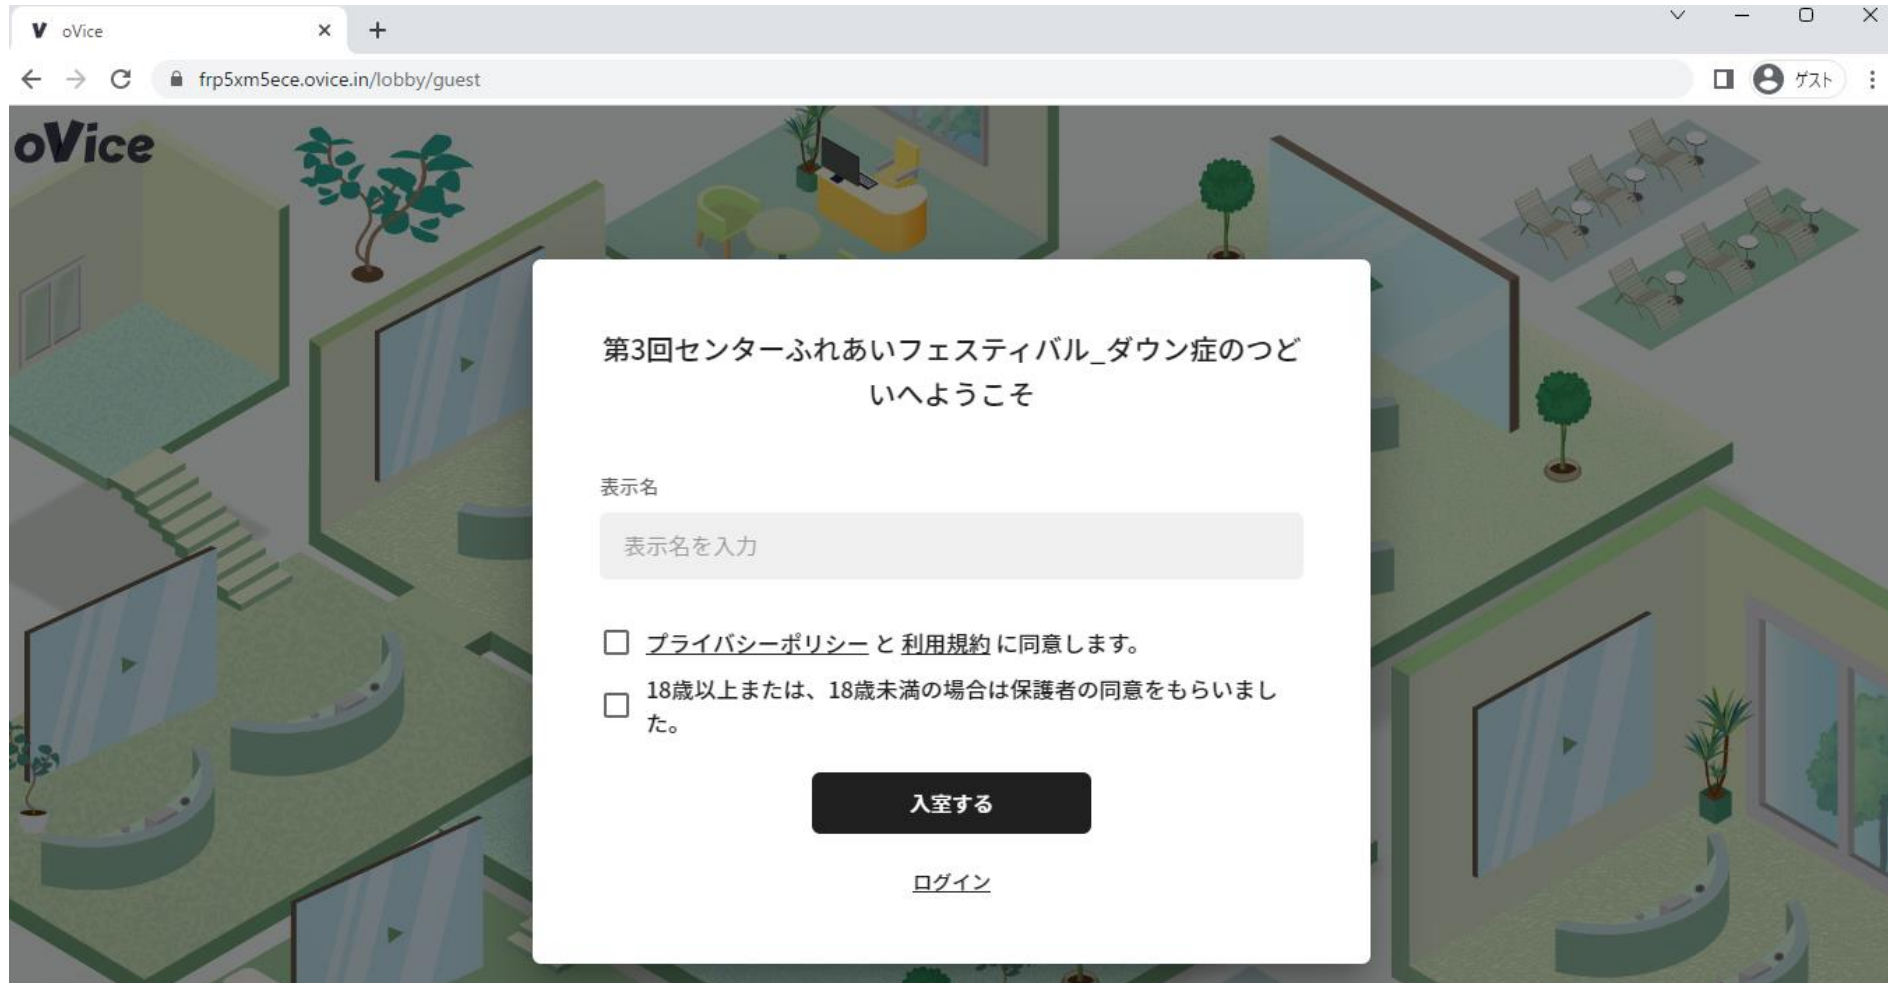 oVice
frp5xm5ece.ovice.in/lobby/guest
ゲスト
oVice
第3回センターふれあいフェスティバル_ダウン症のつど
いへようこそ
表示名
表示名を入力
プライバシーポリシー と 利用規約 に同意します。
18歳以上または、18歳未満の場合は保護者の同意をもらいまし
た。
入室する
ログイン